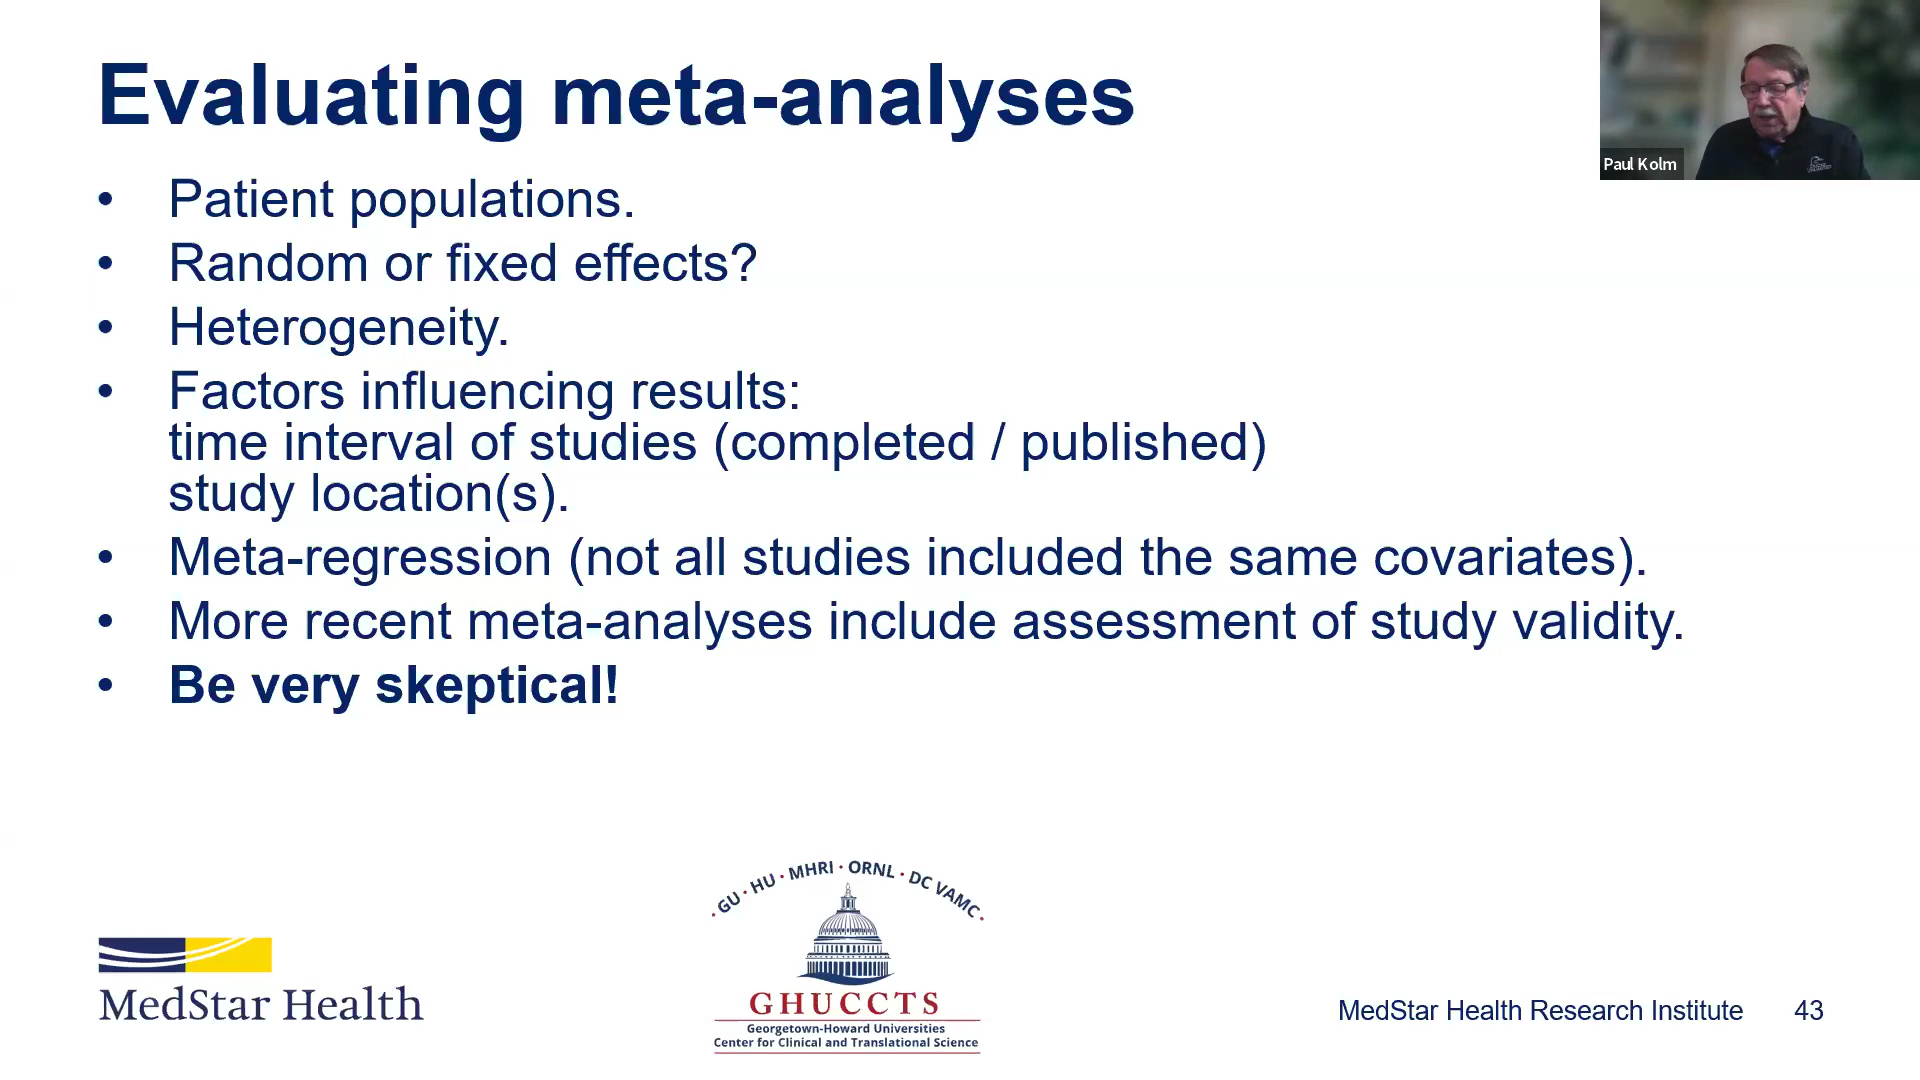 Evaluating meta-analyses
• Patient populations.
• Random or fixed effects?
• Heterogeneity.
• Factors influencing results:
time interval of studies (completed / published)
study location(s).
• Meta-regression (not all studies included the same covariates).
• More recent meta-analyses include assessment of study validity.
• Be very skeptical!
Paul Kolm
MedStar Health
· GU · HU · MHRI · ORNL · DC VAMC ·
GHUCCTS
Georgetown-Howard Universities
Center for Clinical and Translational Science
MedStar Health Research Institute 43